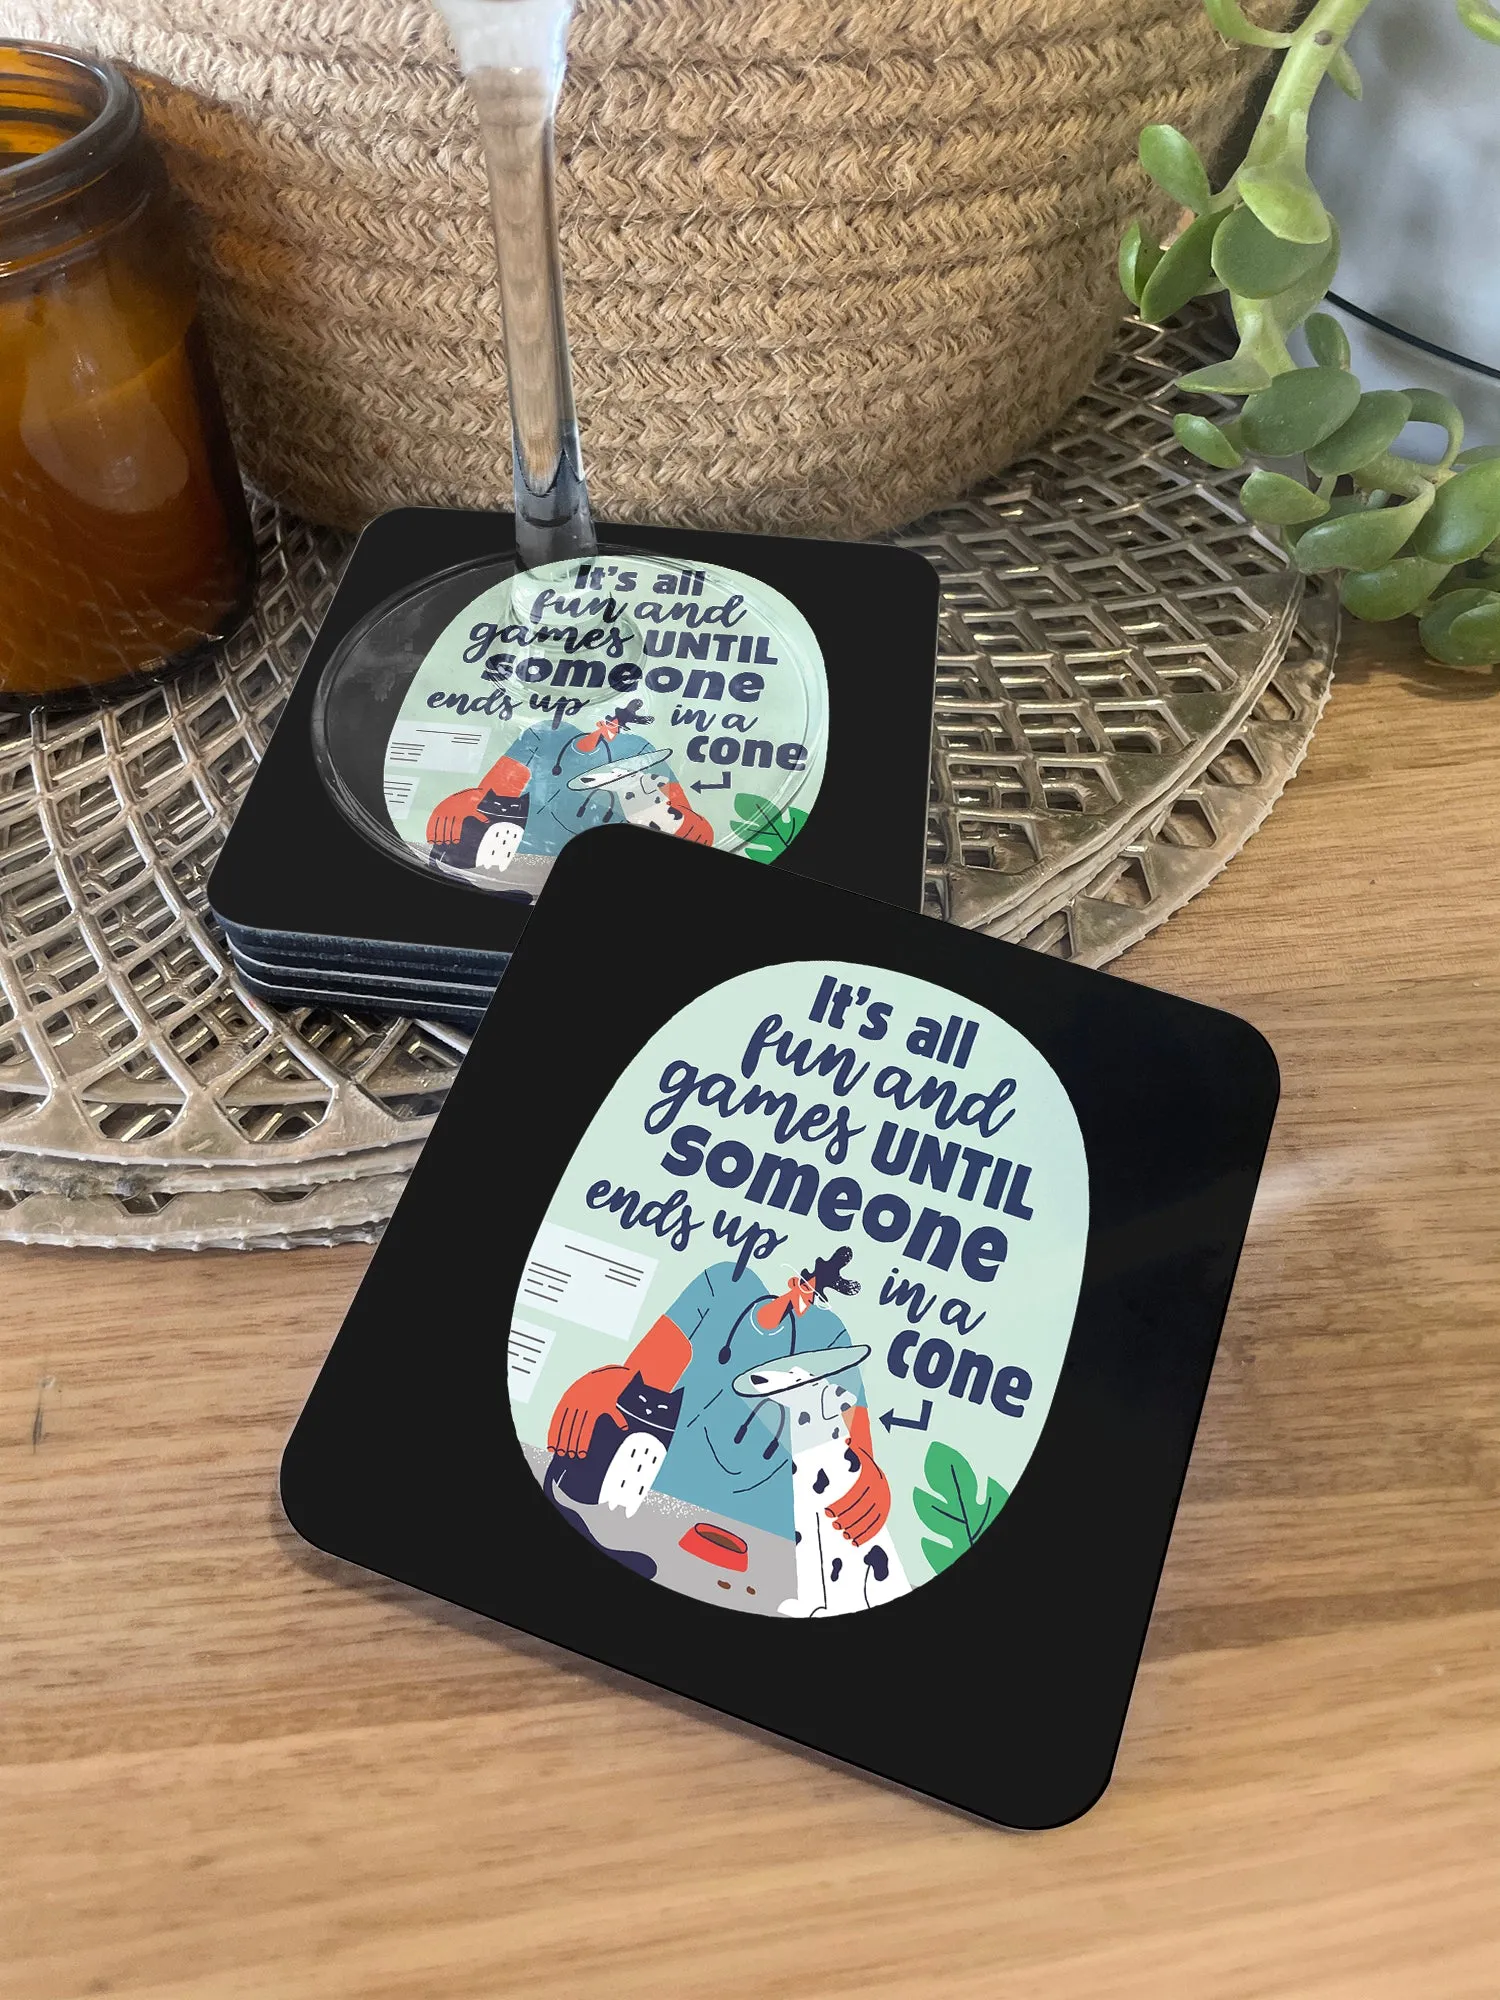 It's all
fun and
games UNTIL
someone
ends up
in a
cone
It's all
fun and
games UNTIL
someone
ends up
in a
cone